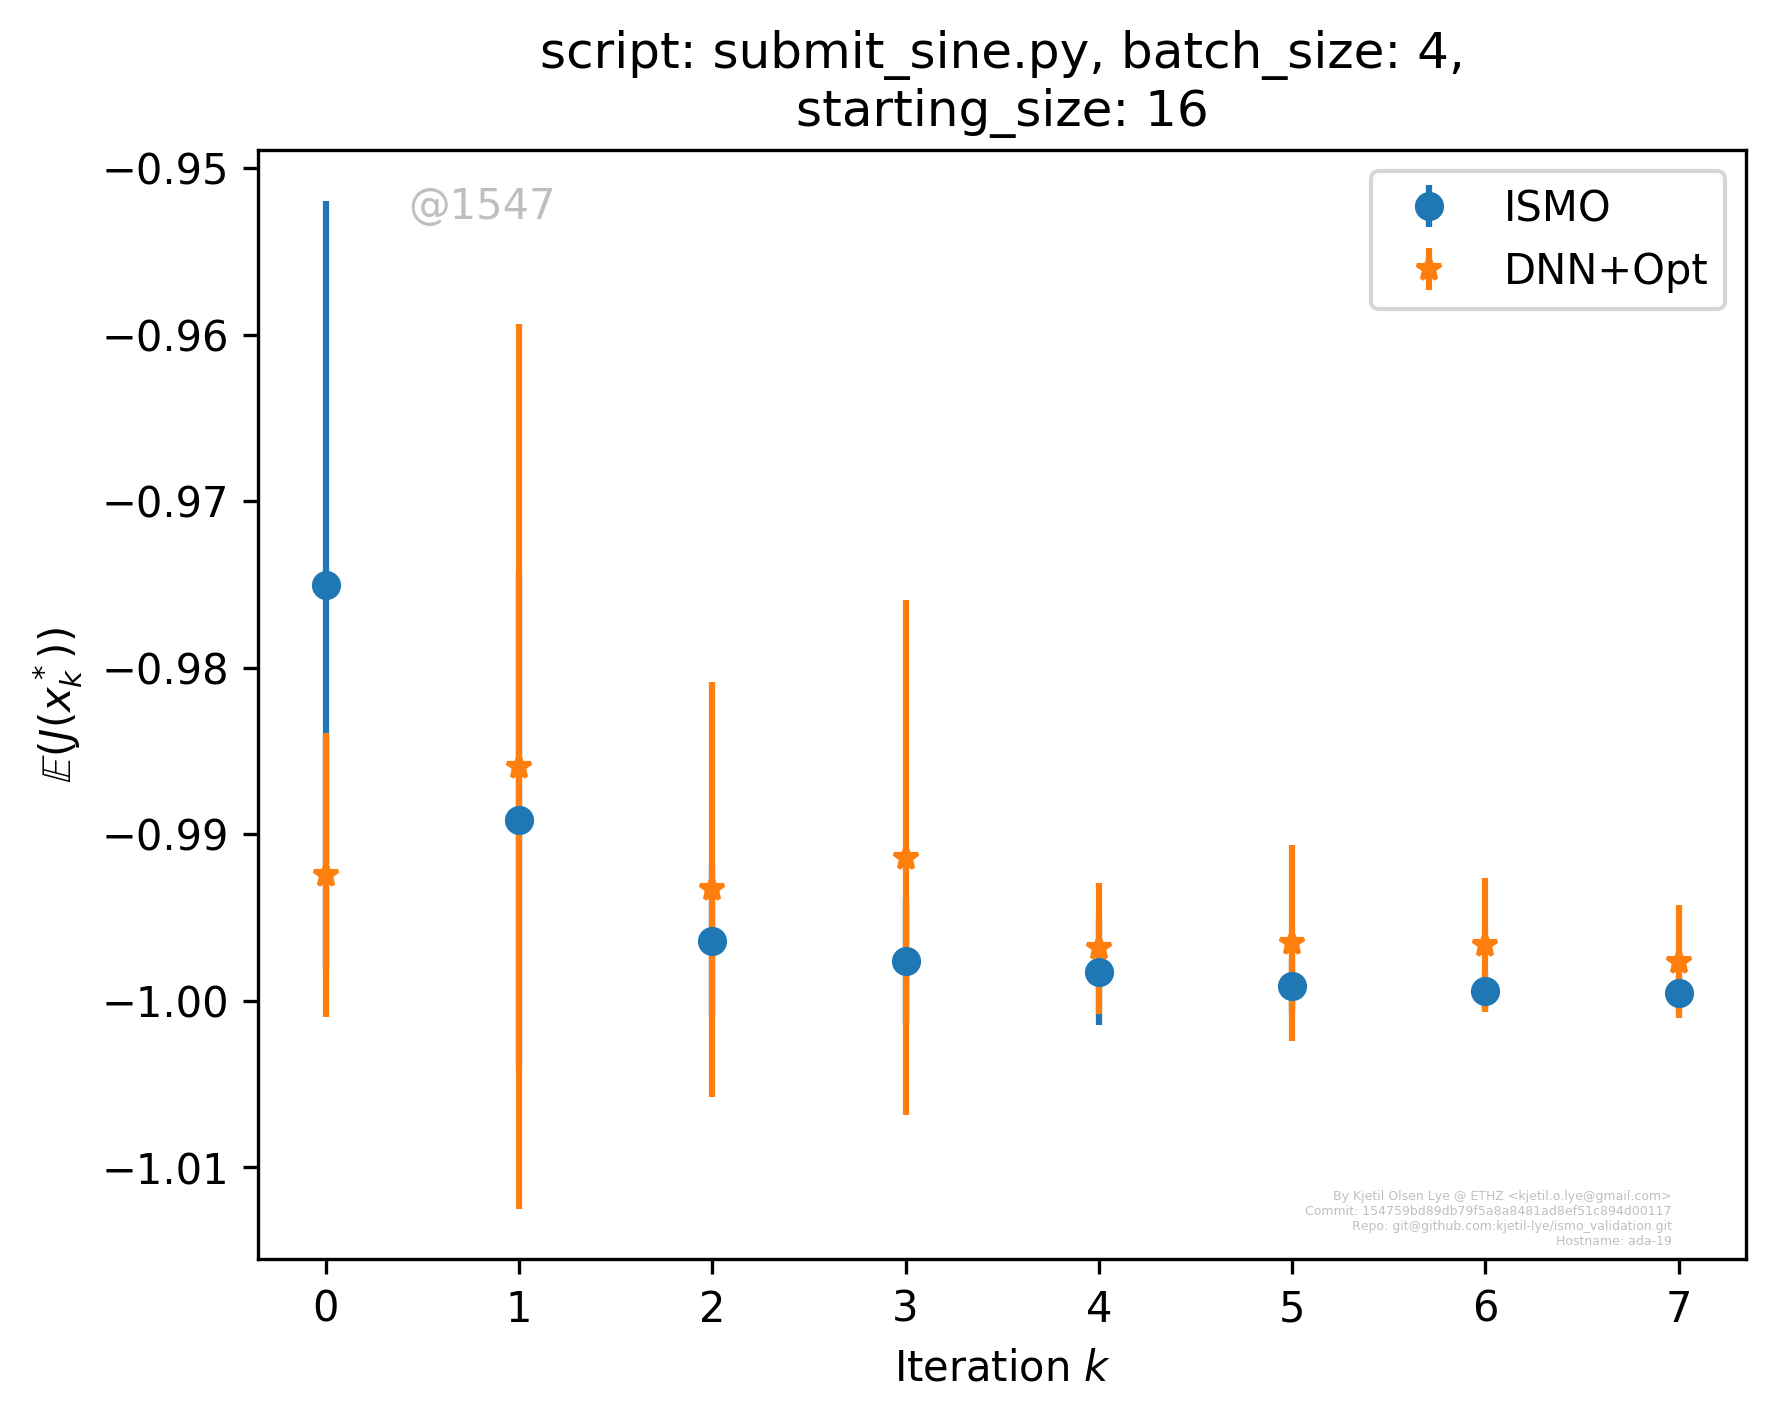 script: submit_sine.py, batch_size: 4,
starting_size: 16
@1547
ISMO
DNN+Opt
−0.95
−0.96
−0.97
−0.98
−0.99
−1.00
−1.01
𝔼(J(x*k))
By Kjetil Olsen Lye @ ETHZ <kjetil.o.lye@gmail.com>
Commit: 154759bd89db79f5a8a8481ad8ef51c894d00117
Repo: git@github.com:kjetil-lye/ismo_validation.git
Hostname: ada-19
0 1 2 3 4 5 6 7
Iteration k